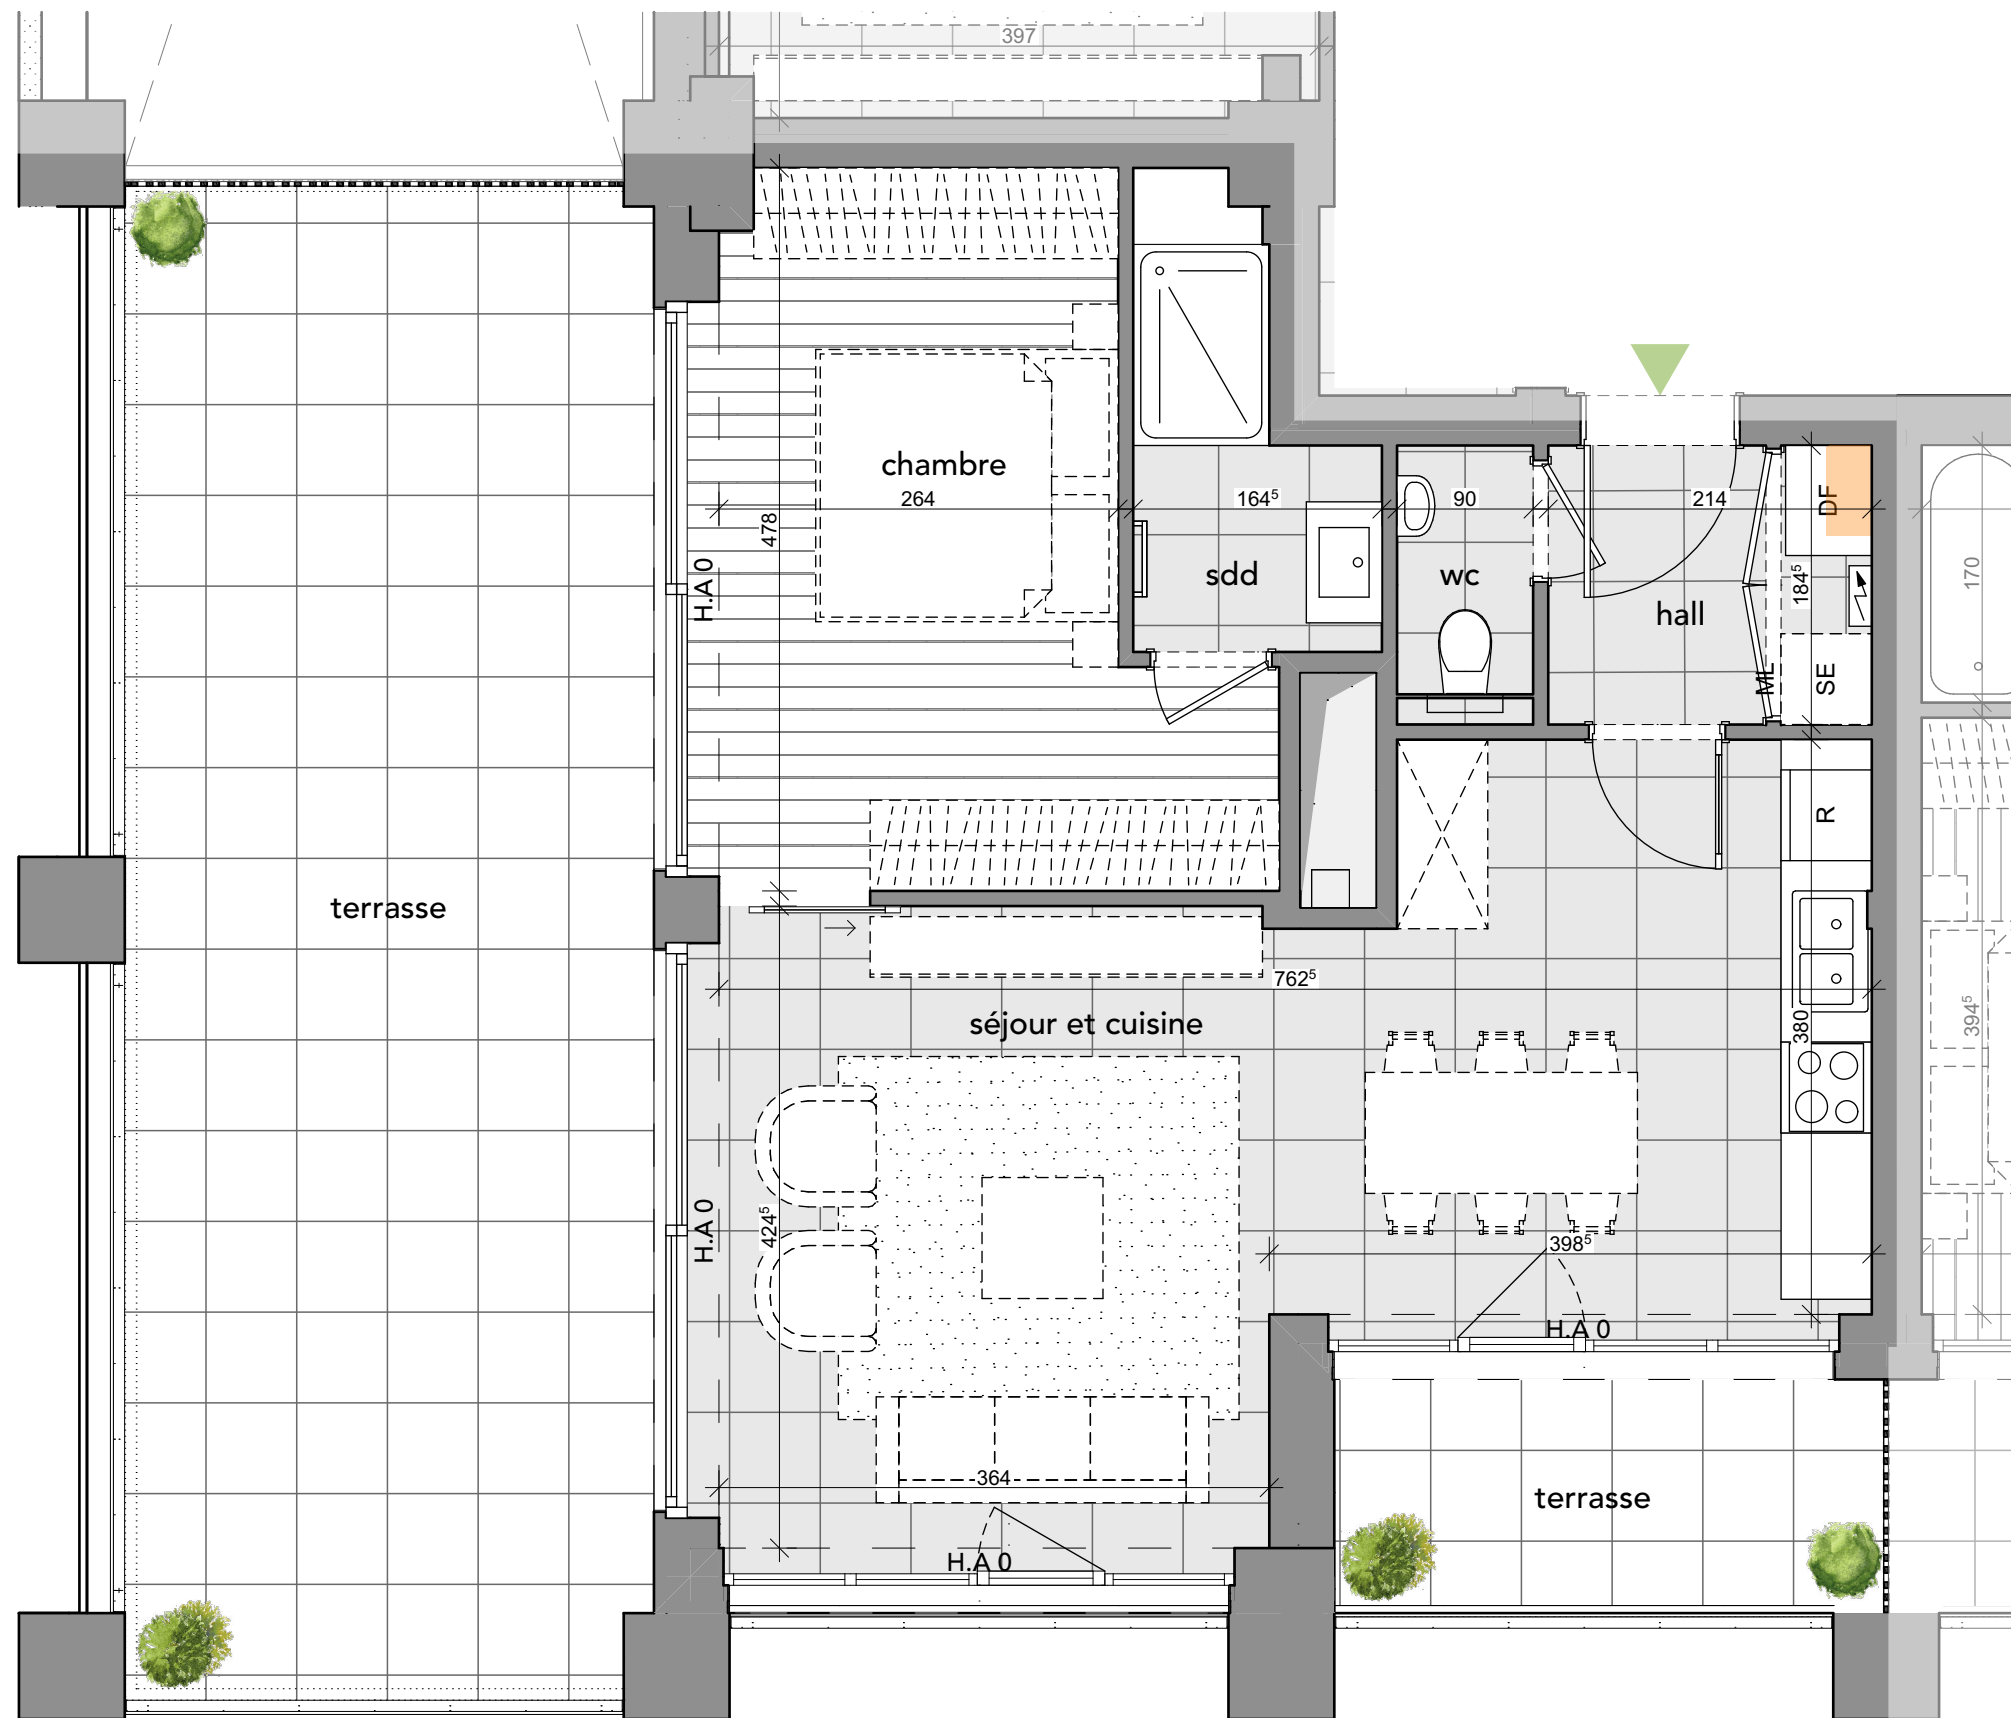 397
chambre
264
478
H.A 0
164⁵
sdd
90
wc
214
hall
DF
184⁵
ML
SE
170
R
terrasse
762⁵
séjour et cuisine
380
394⁵
H.A 0
424⁵
398⁵
H.A 0
364
H.A 0
terrasse